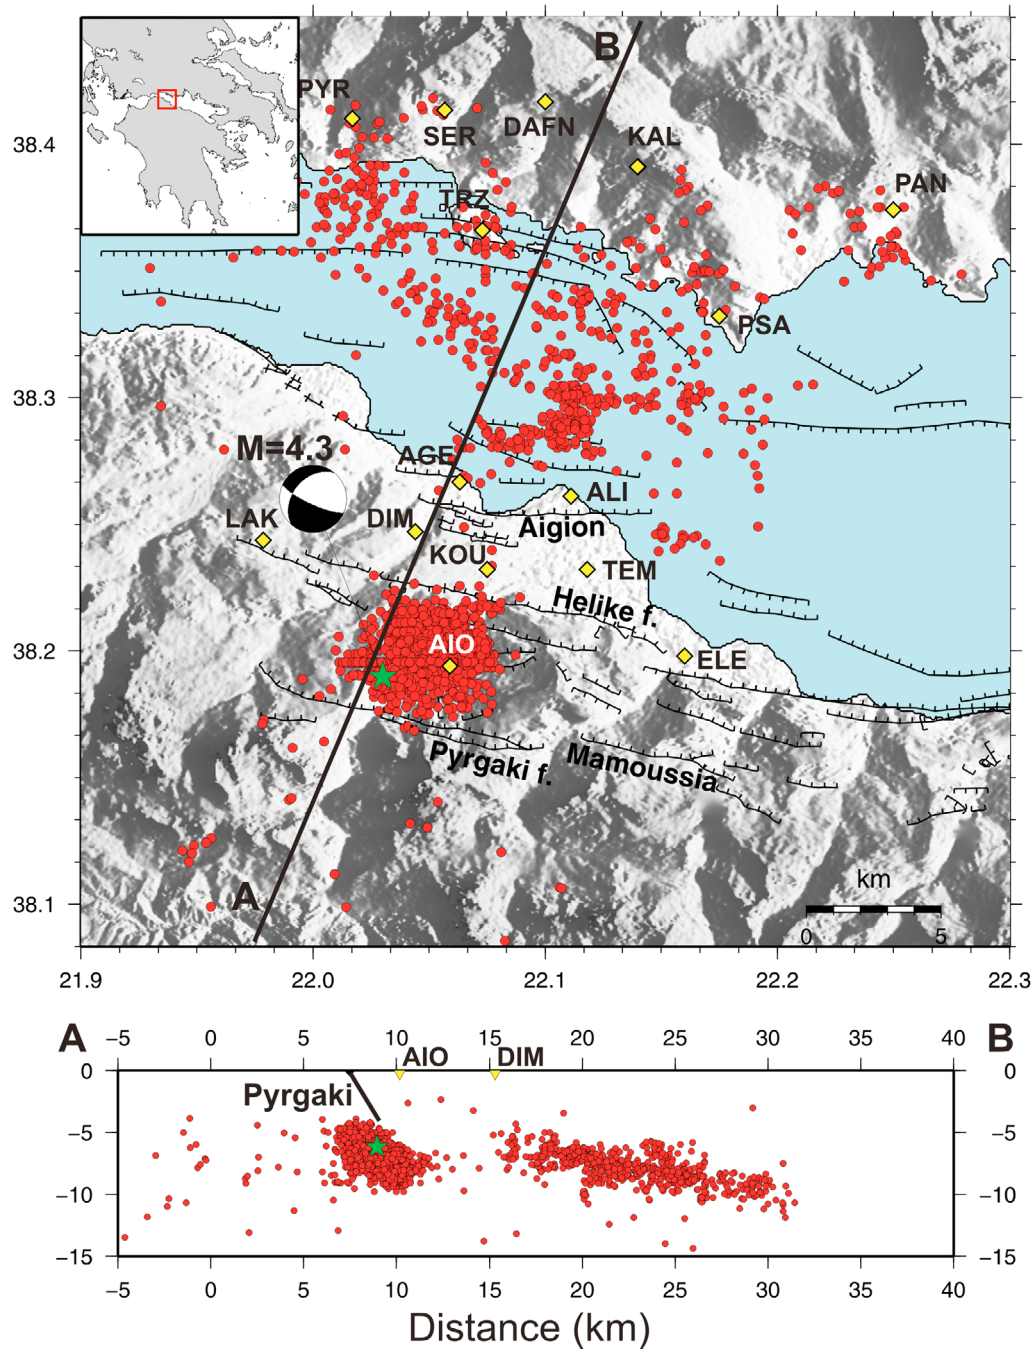 B
PYR
SER
DAFN
KAL
38.4
PAN
TRZ
PSA
38.3
M=4.3
AGE
ALI
LAK
DIM
Aigion
KOU
TEM
Helike f.
38.2
AIO
ELE
Pyrgaki f.
Mamoussia
km
A
38.1
0 5
21.9 22.0 22.1 22.2 22.3
A -5 0 5 10 15 20 25 30 35 40 B
AIO DIM
0 0
Pyrgaki
-5 -5
-10 -10
-15 -15
-5 0 5 10 15 20 25 30 35 40
Distance (km)